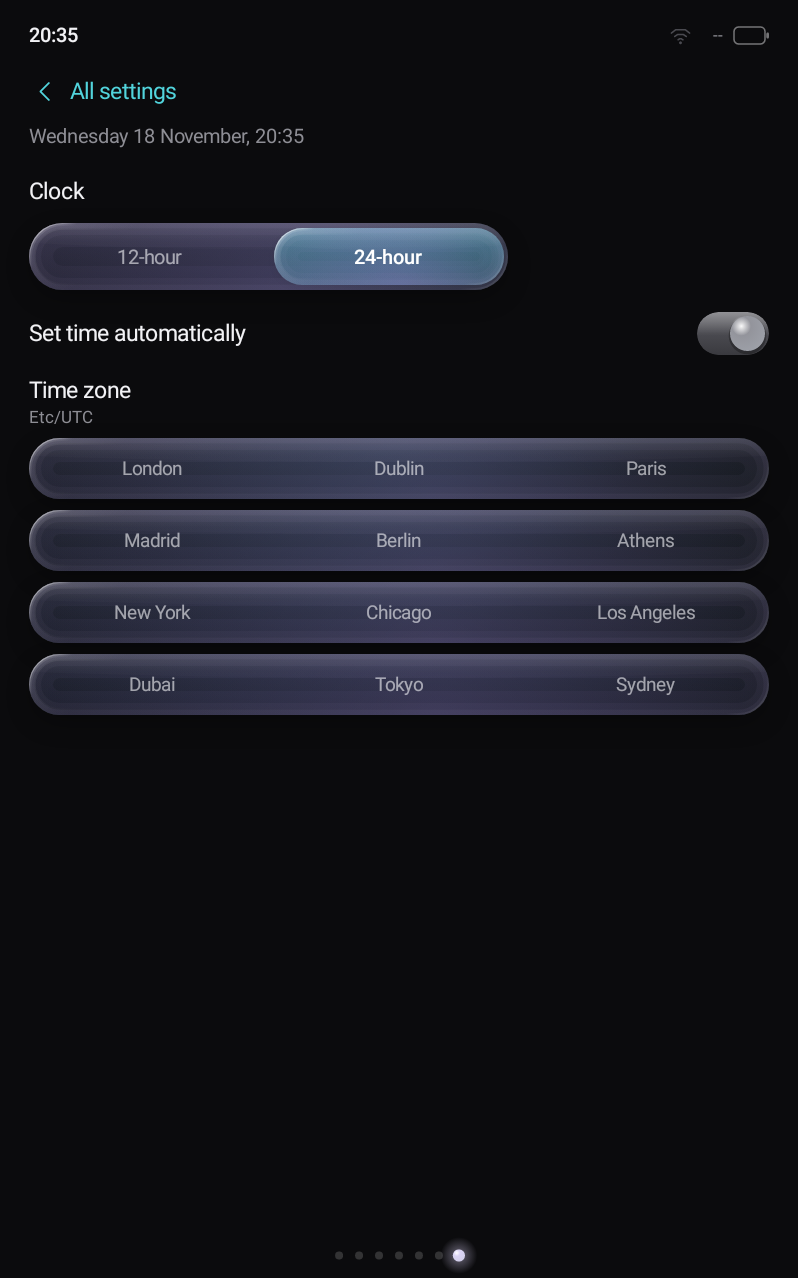 20:35
--
All settings
Wednesday 18 November, 20:35
Clock
12-hour 24-hour
Set time automatically
Time zone
Etc/UTC
London Dublin Paris
Madrid Berlin Athens
New York Chicago Los Angeles
Dubai Tokyo Sydney